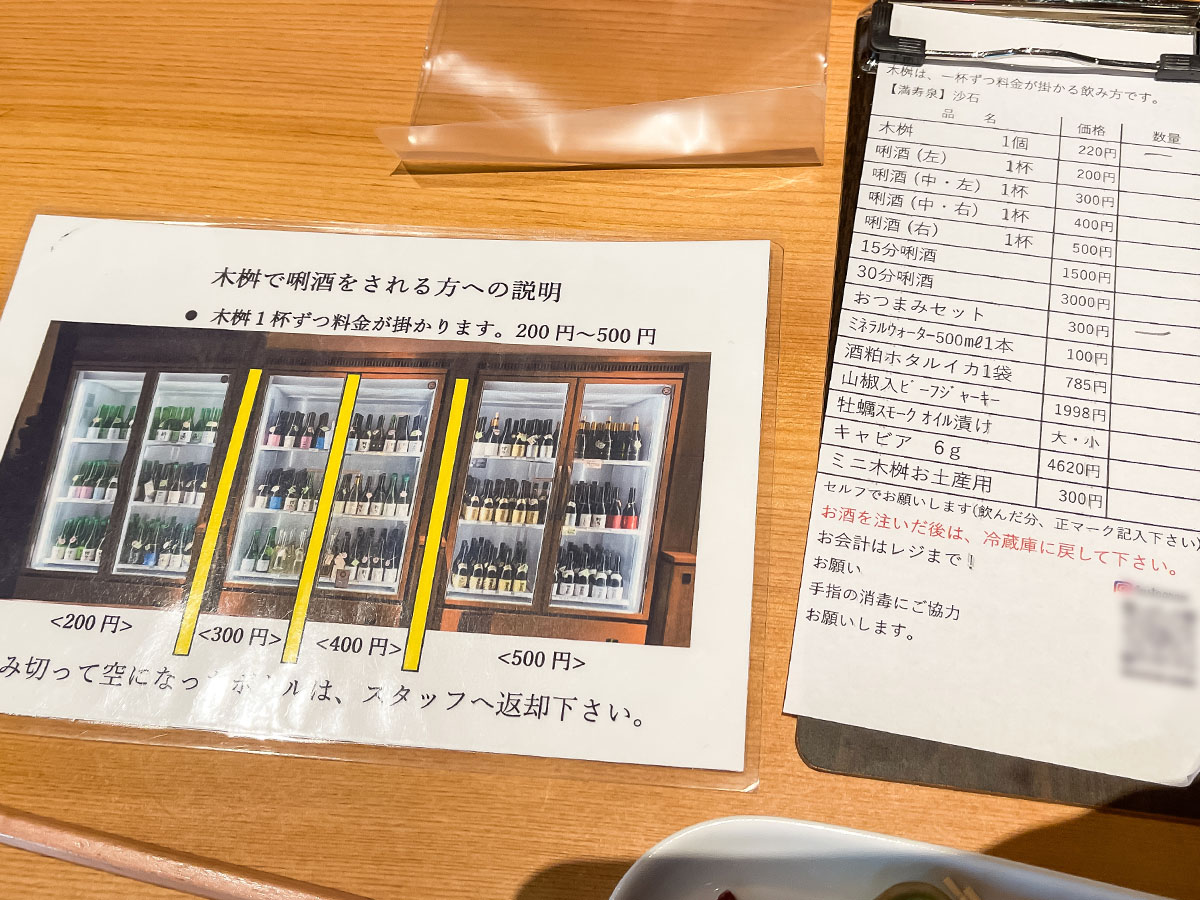 木桝で唎酒をされる方への説明
● 木桝1杯ずつ料金が掛かります。200円~500円
<200円>
<300円>
<400円>
<500円>
み切って空になっ ボトルは、スタッフへ返却下さい。
木桝は、一杯ずつ料金が掛かる飲み方です。
【満寿泉】沙石
品 名 価格 数量
木桝 1個 220円 一
唎酒(左) 1杯 200円
唎酒(中・左) 1杯 300円
唎酒(中・右) 1杯 400円
唎酒(右) 1杯 500円
15分唎酒 1500円
30分唎酒 3000円
おつまみセット 300円 一
ミネラルウォーター500mℓ1本 100円
酒粕ホタルイカ1袋 785円
山椒入ビーフジャーキー 1998円
牡蠣スモークオイル漬け 大・小
キャビア 6g 4620円
ミニ木桝お土産用 300円
セルフでお願いします(飲んだ分、正マーク記入下さい)
お酒を注いだ後は、冷蔵庫に戻して下さい。
お会計はレジまで!
お願い
手指の消毒にご協力
お願いします。